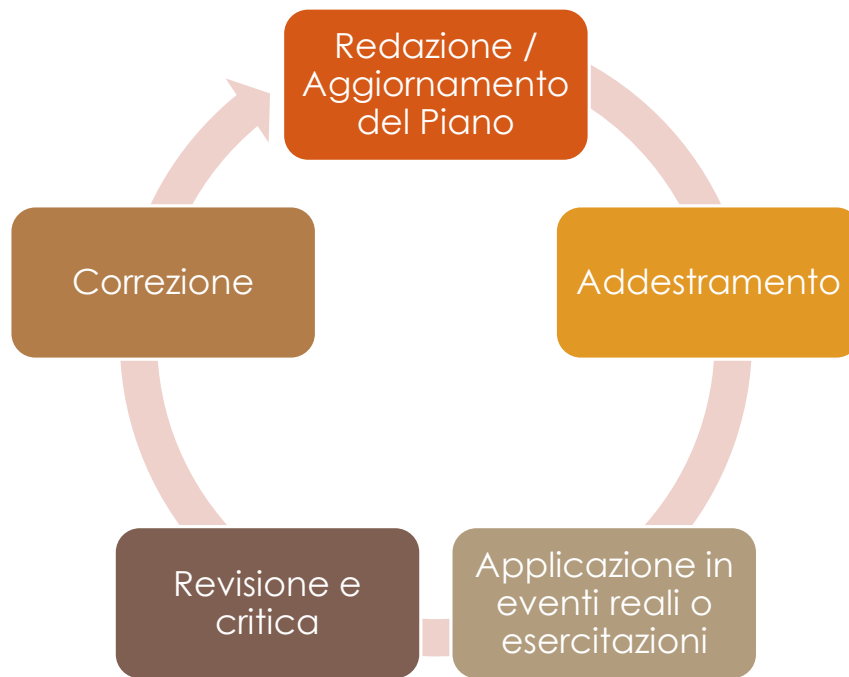 Redazione /
Aggiornamento
del Piano
Addestramento
Applicazione in
eventi reali o
esercitazioni
Revisione e
critica
Correzione